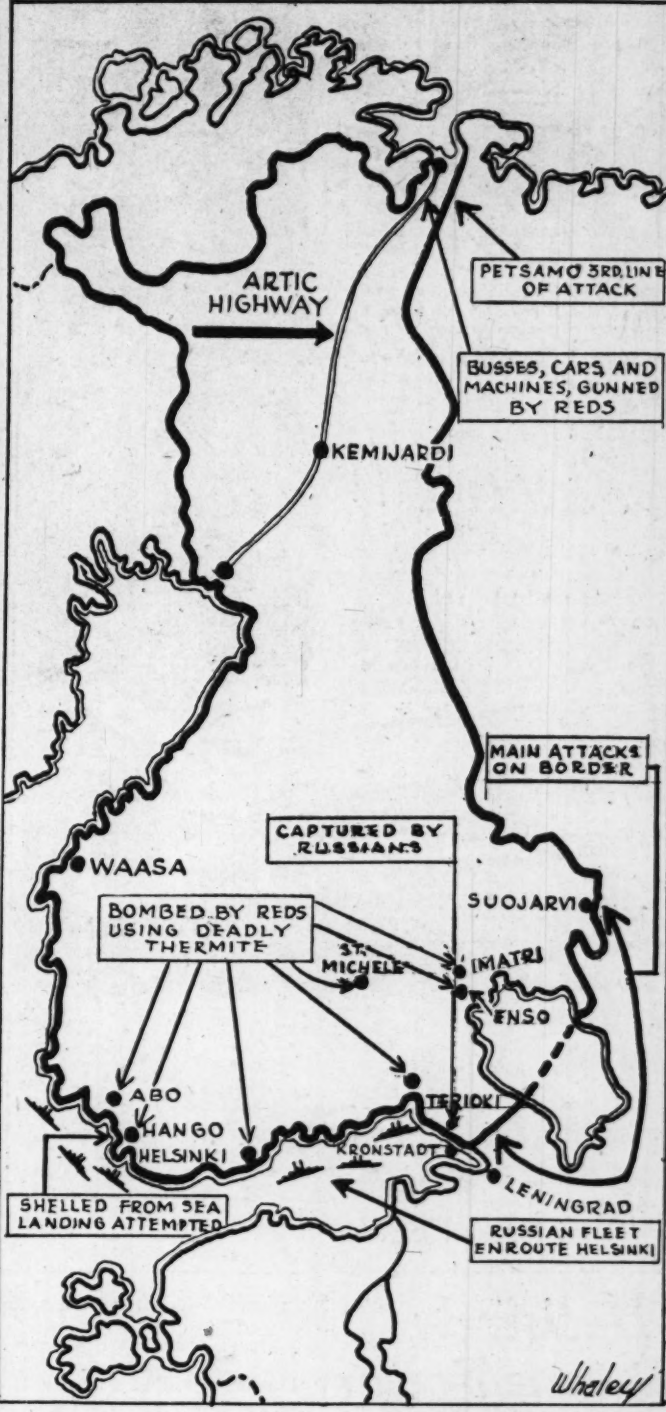 PETSAMO 3RD. LINE
OF ATTACK
ARTIC
HIGHWAY
BUSSES, CARS, AND
MACHINES, GUNNED
BY REDS
KEMIJARDI
MAIN ATTACKS
ON BORDER
CAPTURED BY
RUSSIANS
WAASA
SUOJARVI
BOMBED BY REDS
USING DEADLY
THERMITE
ST.
MICHELE
IMATRI
ENSO
ABO
TERIOKI
HANGO
HELSINKI
KRONSTADT
LENINGRAD
SHELLED FROM SEA
LANDING ATTEMPTED
RUSSIAN FLEET
ENROUTE HELSINKI
Whaley